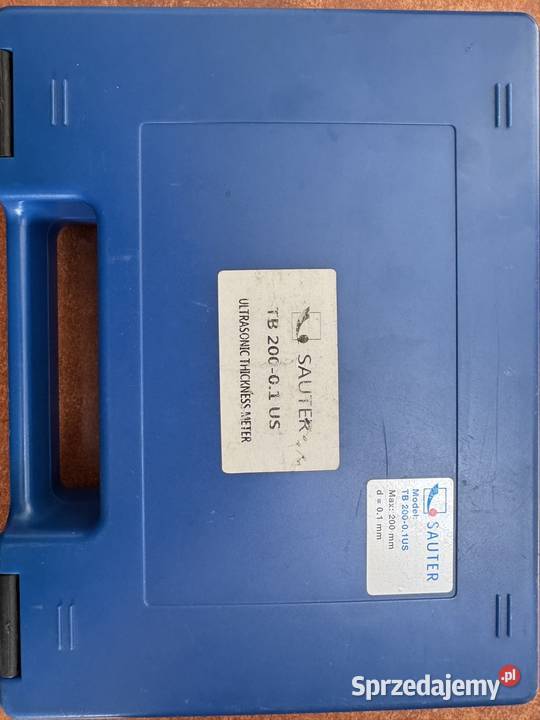 SAUTER
TB 200-0.1 US
ULTRASONIC THICKNESS METER
SAUTER
Model:
TB 200-0.1US
Max: 200 mm
d = 0.1 mm
Sprzedajemy.pl